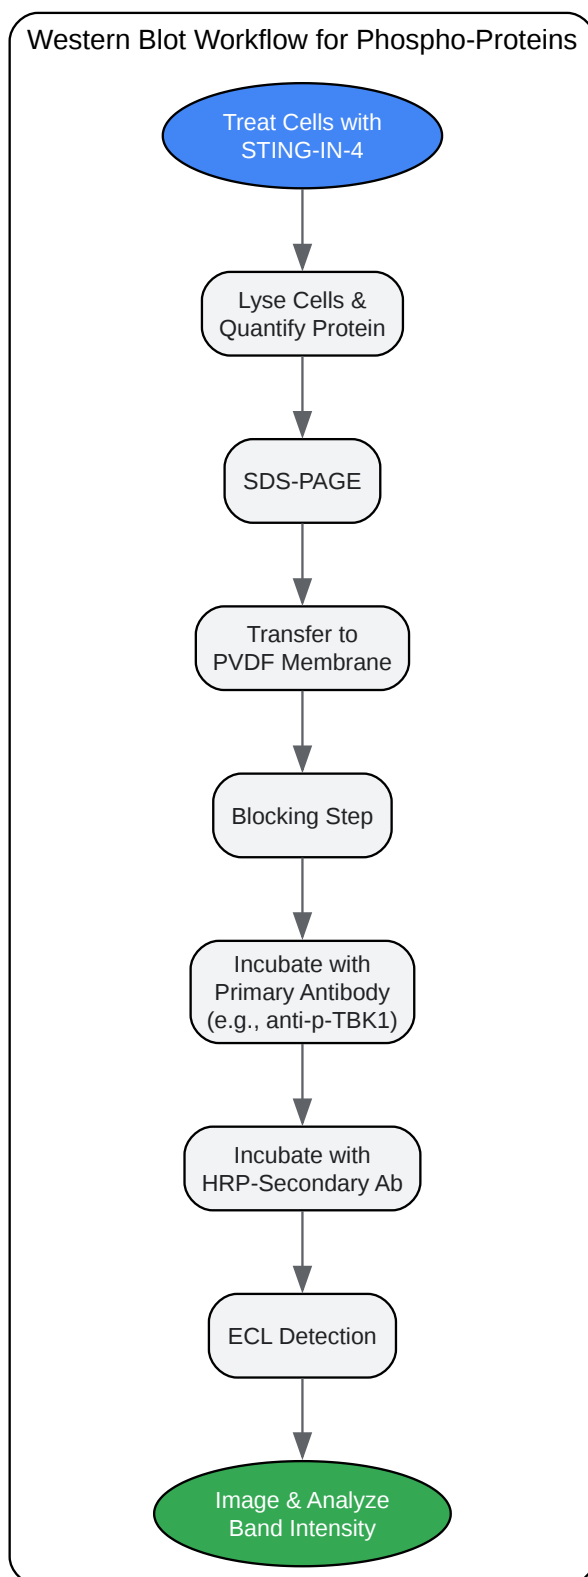 Western Blot Workflow for Phospho-Proteins
Treat Cells with
STING-IN-4
Lyse Cells &
Quantify Protein
SDS-PAGE
Transfer to
PVDF Membrane
Blocking Step
Incubate with
Primary Antibody
(e.g., anti-p-TBK1)
Incubate with
HRP-Secondary Ab
ECL Detection
Image & Analyze
Band Intensity